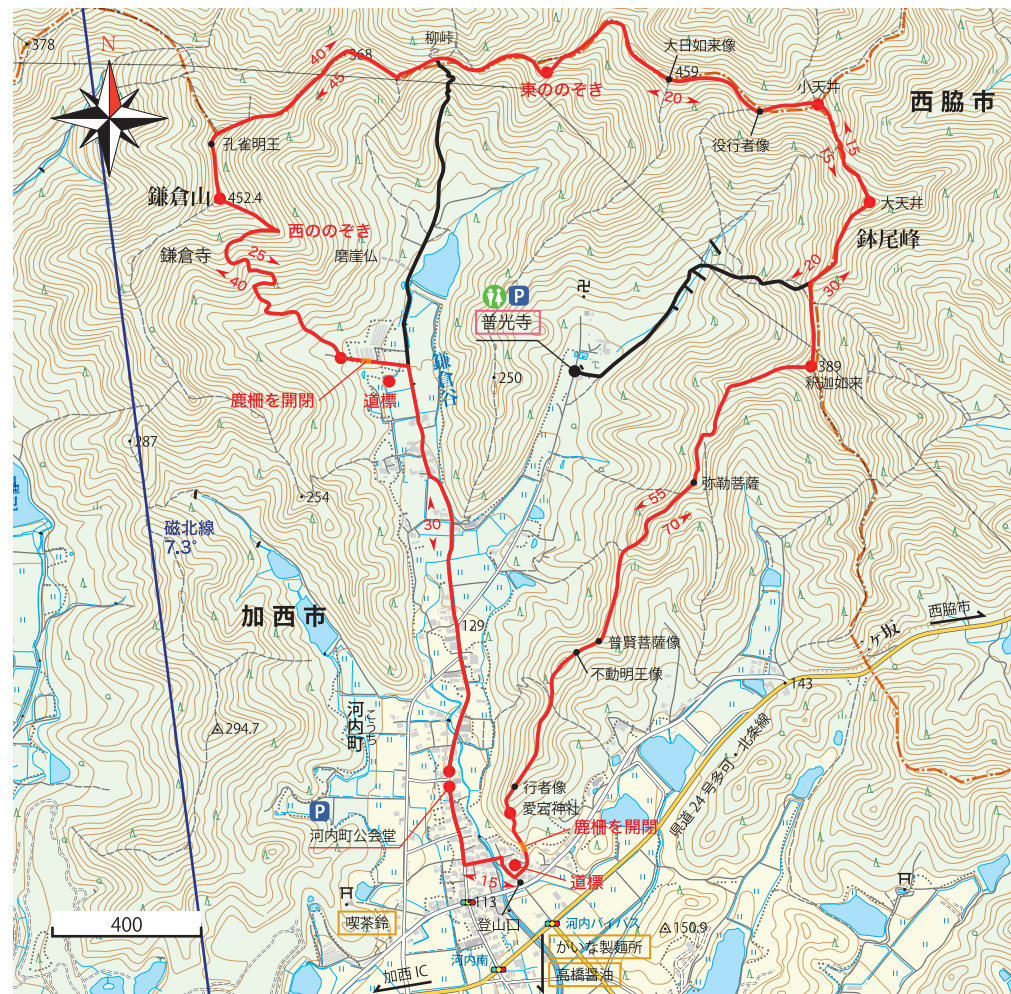 378
N
40
368
45
柳峠
大日如来像
459
小天井
東ののぞき
20
役行者像
西脇市
15
15
孔雀明王
鎌倉山
452.4
大天井
西ののぞき
鉢尾峰
鎌倉寺
25
磨崖仏
40
20
30
P
卍
普光寺
鎌倉谷
389
釈迦如来
250
鹿柵を開閉
道標
287
254
弥勒菩薩
55
70
30
磁北線
7.3°
加西市
129
西脇市
二ヶ坂
普賢菩薩像
不動明王像
143
河内町
こうち
294.7
県道24号多可・北条線
行者像
愛宕神社
P
河内町公会堂
鹿柵を開閉
道標
15
400
喫茶鈴
113
登山口
河内バイパス
150.9
かいな製麺所
河内南
加西IC
高橋醤油